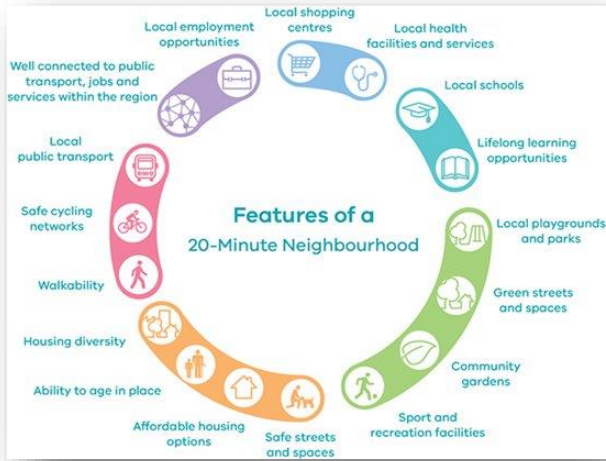 Local shopping
centres
Local health
facilities and services
Local schools
Lifelong learning
opportunities
Local playgrounds
and parks
Green streets
and spaces
Community
gardens
Sport and
recreation facilities
Safe streets
and spaces
Affordable housing
options
Ability to age in place
Housing diversity
Walkability
Safe cycling
networks
Local
public transport
Well connected to public
transport, jobs and
services within the region
Local employment
opportunities
Features of a
20-Minute Neighbourhood